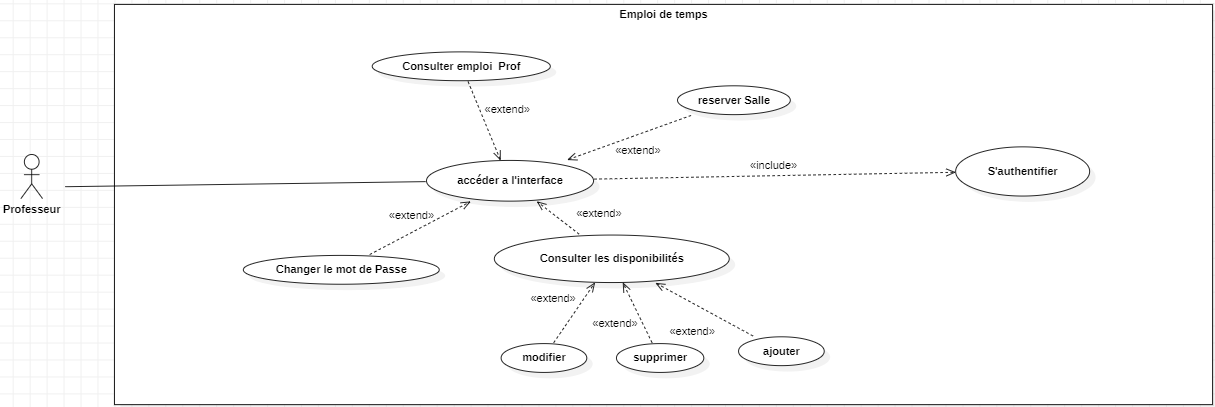 Emploi de temps
Consulter emploi  Prof
reserver Salle
«extend»
«extend»
«include»
S'authentifier
accéder a l'interface
Professeur
«extend»
«extend»
Consulter les disponibilités
Changer le mot de Passe
«extend»
«extend»
«extend»
modifier
supprimer
ajouter